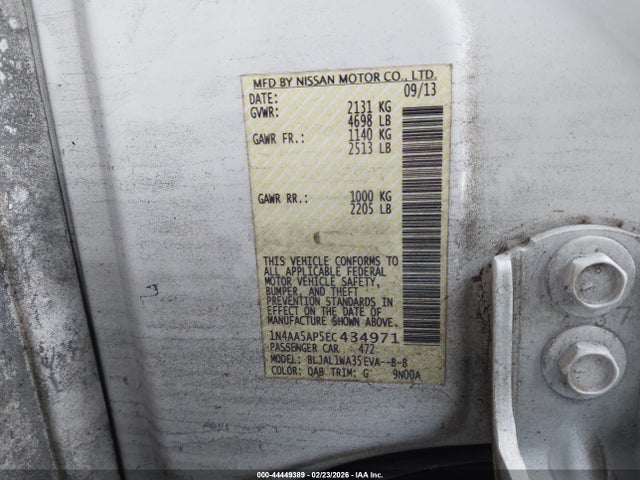 MFD BY NISSAN MOTOR CO., LTD.
DATE: 09/13
GVWR: 2131 KG
4698 LB
GAWR FR.: 1140 KG
2513 LB
GAWR RR.: 1000 KG
2205 LB
THIS VEHICLE CONFORMS TO
ALL APPLICABLE FEDERAL
MOTOR VEHICLE SAFETY,
BUMPER, AND THEFT
PREVENTION STANDARDS IN
EFFECT ON THE DATE OF
MANUFACTURE SHOWN ABOVE.
1N4AA5AP5EC434971
PASSENGER CAR 472
MODEL: BLJAL1WA35EVA--B-B
COLOR: QAB TRIM: G 9N00A
000-44449389 | 02/23/2026 - IAA Inc.